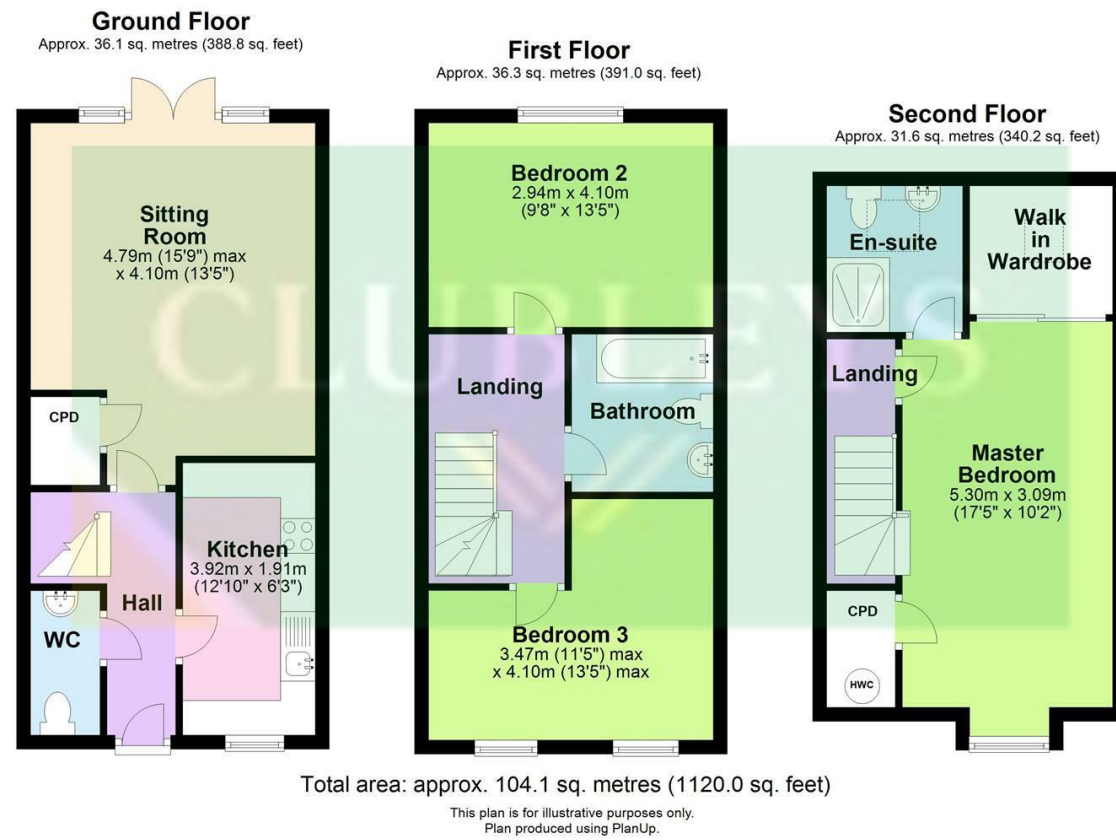 Ground Floor
Approx. 36.1 sq. metres (388.8 sq. feet)
Sitting
Room
4.79m (15'9") max
x 4.10m (13'5")
CPD
Kitchen
3.92m x 1.91m
(12'10" x 6'3")
Hall
WC
First Floor
Approx. 36.3 sq. metres (391.0 sq. feet)
Bedroom 2
2.94m x 4.10m
(9'8" x 13'5")
Landing
Bathroom
Bedroom 3
3.47m (11'5") max
x 4.10m (13'5") max
Second Floor
Approx. 31.6 sq. metres (340.2 sq. feet)
En-suite
Walk
in
Wardrobe
Landing
Master
Bedroom
5.30m x 3.09m
(17'5" x 10'2")
CPD
HWC
CLUBLEYS
Total area: approx. 104.1 sq. metres (1120.0 sq. feet)
This plan is for illustrative purposes only.
Plan produced using PlanUp.